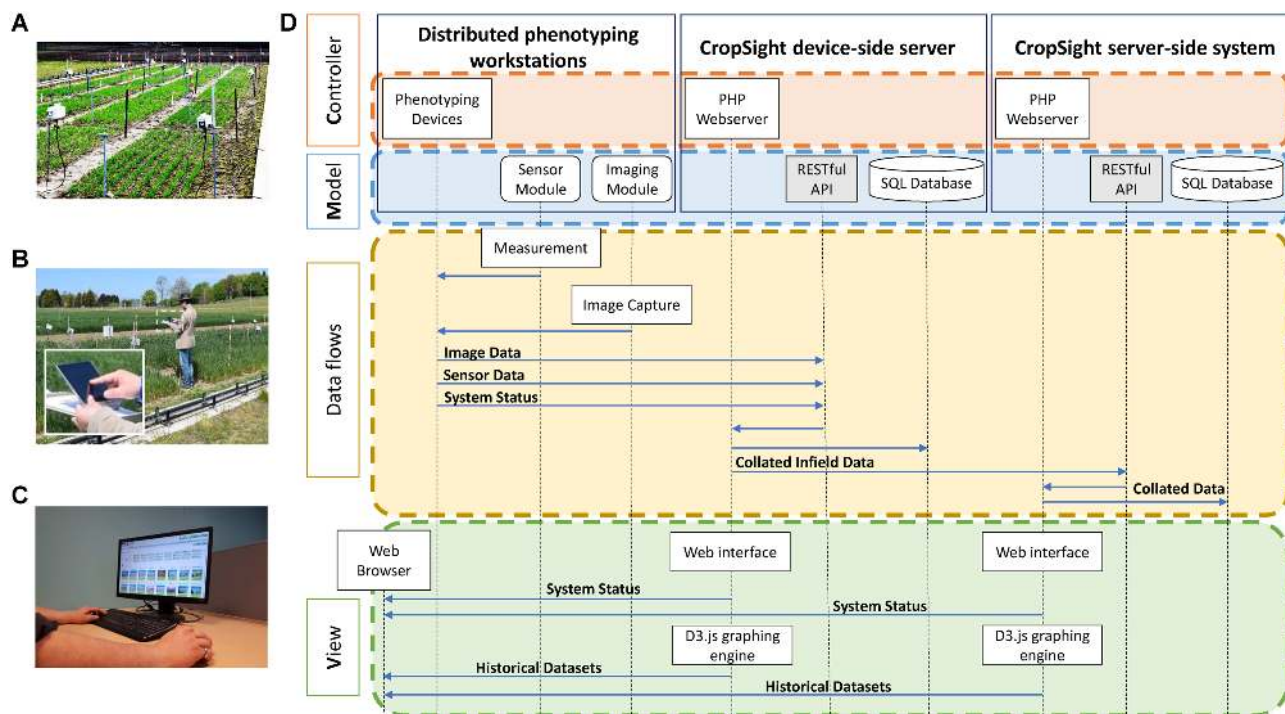 A
B
C
D
Distributed phenotyping
workstations
CropSight device-side server
CropSight server-side system
Controller
Phenotyping
Devices
PHP
Webserver
PHP
Webserver
Model
Sensor
Module
Imaging
Module
RESTful
API
SQL Database
RESTful
API
SQL Database
Data flows
Measurement
Image Capture
Image Data
Sensor Data
System Status
Collated Infield Data
Collated Data
View
Web
Browser
Web interface
Web interface
System Status
System Status
D3.js graphing
engine
D3.js graphing
engine
Historical Datasets
Historical Datasets